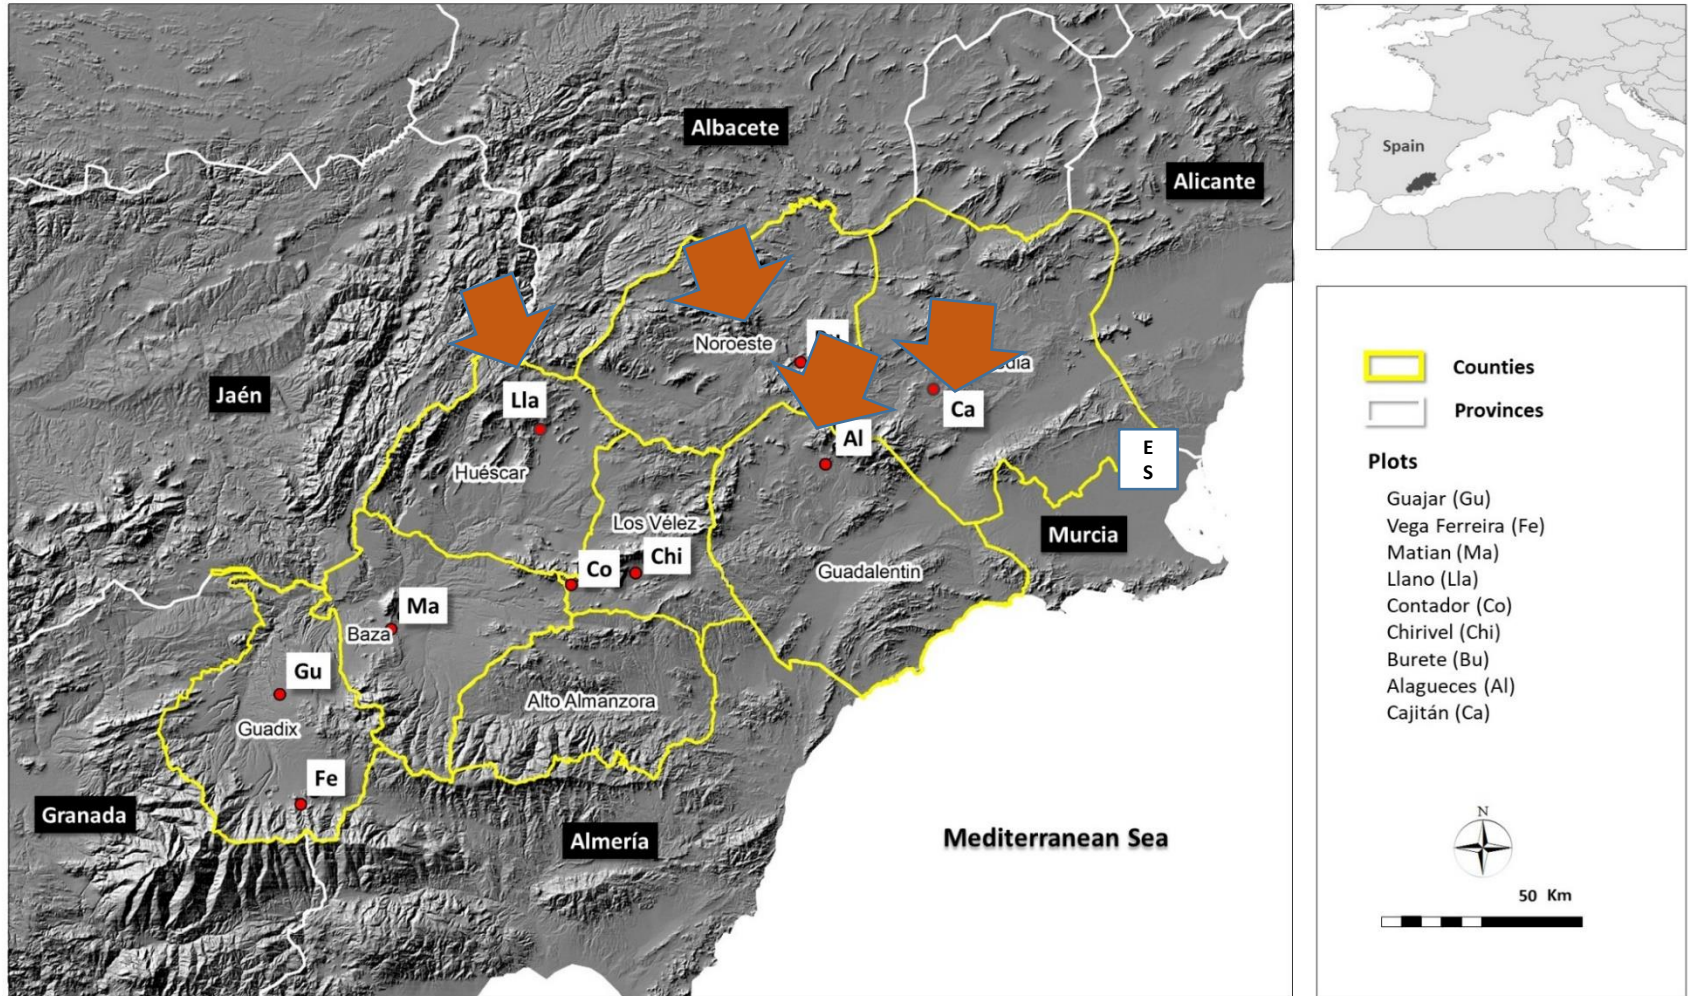 Albacete
Alicante
Spain
Noroeste
Jaén
Lla
Ca
Al
Huéscar
E
S
Los Vélez
Murcia
Co
Chi
Guadalentin
Ma
Baza
Gu
Alto Almanzora
Guadix
Fe
Granada
Almería
Mediterranean Sea
Counties
Provinces
Plots
Guajar (Gu)
Vega Ferreira (Fe)
Matian (Ma)
Llano (Lla)
Contador (Co)
Chirivel (Chi)
Burete (Bu)
Alagueces (Al)
Cajitán (Ca)
N
50 Km